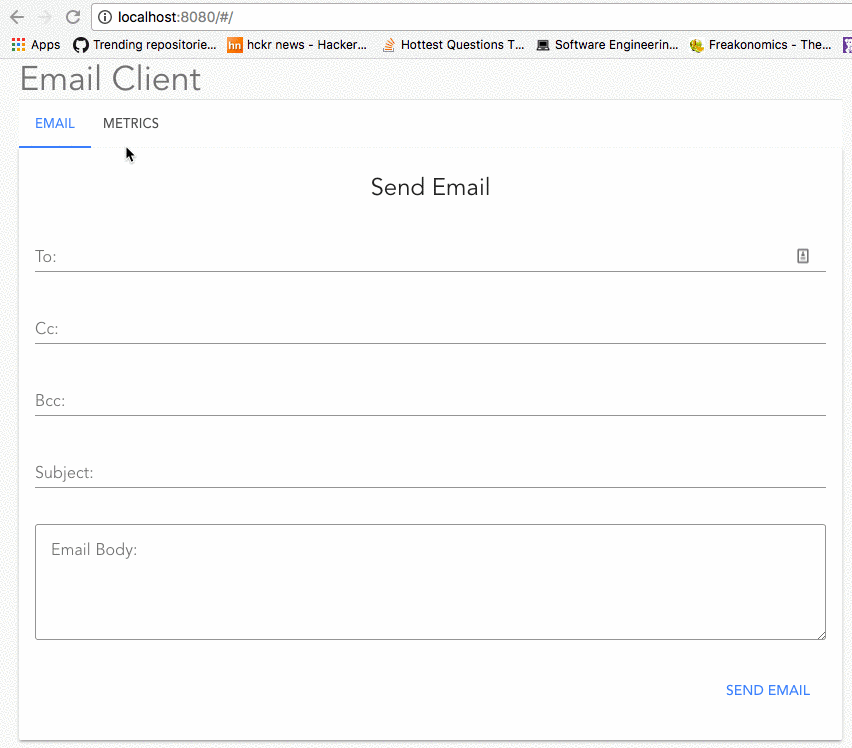 localhost:8080/#/
Apps Trending repositorie... hn hckr news - Hacker... Hottest Questions T... Software Engineerin... Freakonomics - The...
Email Client
EMAIL METRICS
Send Email
To:
Cc:
Bcc:
Subject:
Email Body:
SEND EMAIL